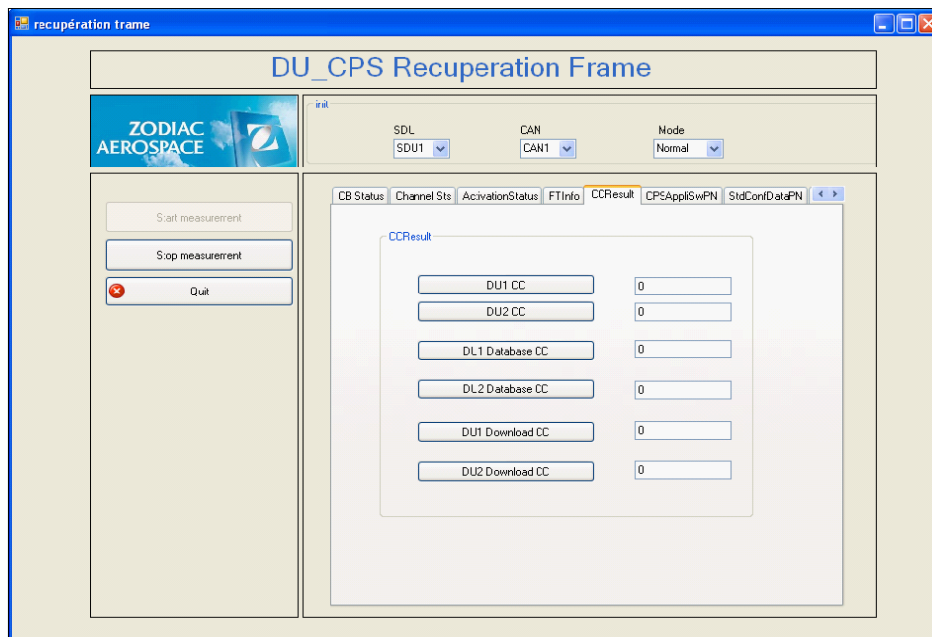 recupération trame
DU_CPS Recuperation Frame
ZODIAC
AEROSPACE
init
SDL CAN Mode
SDU1 CAN1 Normal
Start measurement
Stop measurement
Quit
CB Status Channel Sts ActivationStatus FTInfo CCResult CPSAppliSwPN StdConfDataPN
CCResult
DU1 CC 0
DU2 CC 0
DL1 Database CC 0
DL2 Database CC 0
DU1 Download CC 0
DU2 Download CC 0